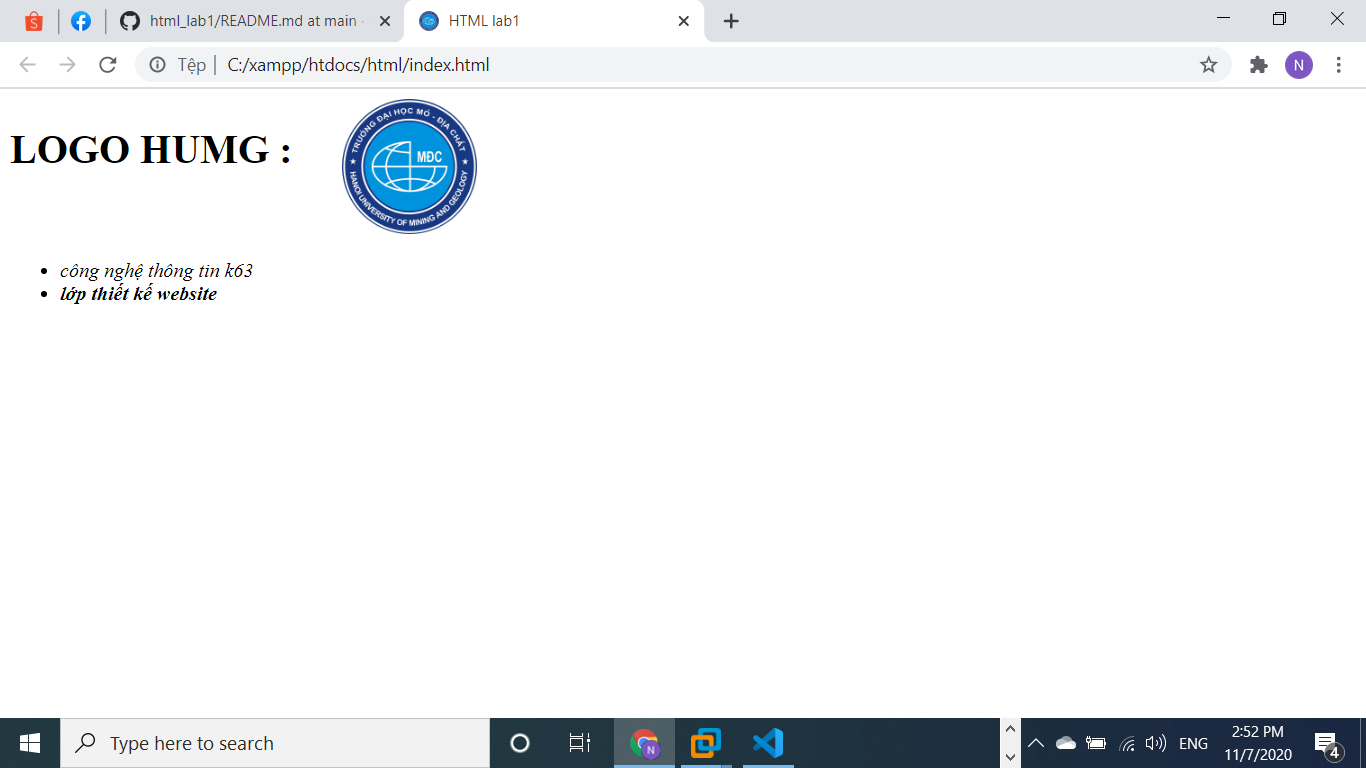 html_lab1/README.md at main
HTML lab1
Tệp
C:/xampp/htdocs/html/index.html
N
LOGO HUMG :
TRƯỜNG ĐẠI HỌC MỎ - ĐỊA CHẤT
MĐC
HANOI UNIVERSITY OF MINING AND GEOLOGY
công nghệ thông tin k63
lớp thiết kế website
Type here to search
N
ENG
2:52 PM
11/7/2020
4